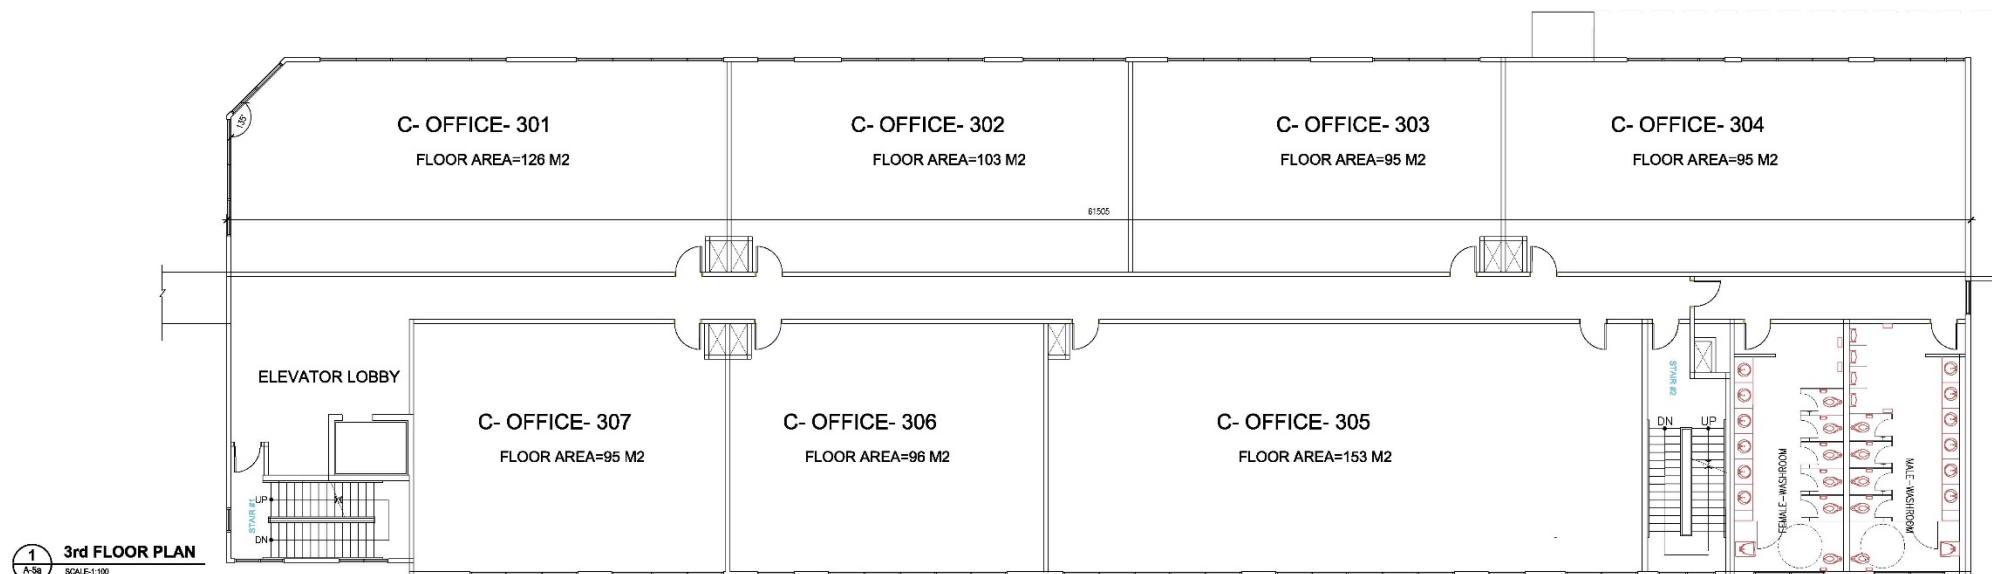 C- OFFICE- 301
FLOOR AREA=126 M2
C- OFFICE- 302
FLOOR AREA=103 M2
C- OFFICE- 303
FLOOR AREA=95 M2
C- OFFICE- 304
FLOOR AREA=95 M2
135°
61505
ELEVATOR LOBBY
C- OFFICE- 307
FLOOR AREA=95 M2
C- OFFICE- 306
FLOOR AREA=96 M2
C- OFFICE- 305
FLOOR AREA=153 M2
STAIR #2
DN
UP
FEMALE-WASHROOM
MALE-WASHROOM
STAIR #1
UP
DN
1
A-5a
3rd FLOOR PLAN
SCALE-1:100